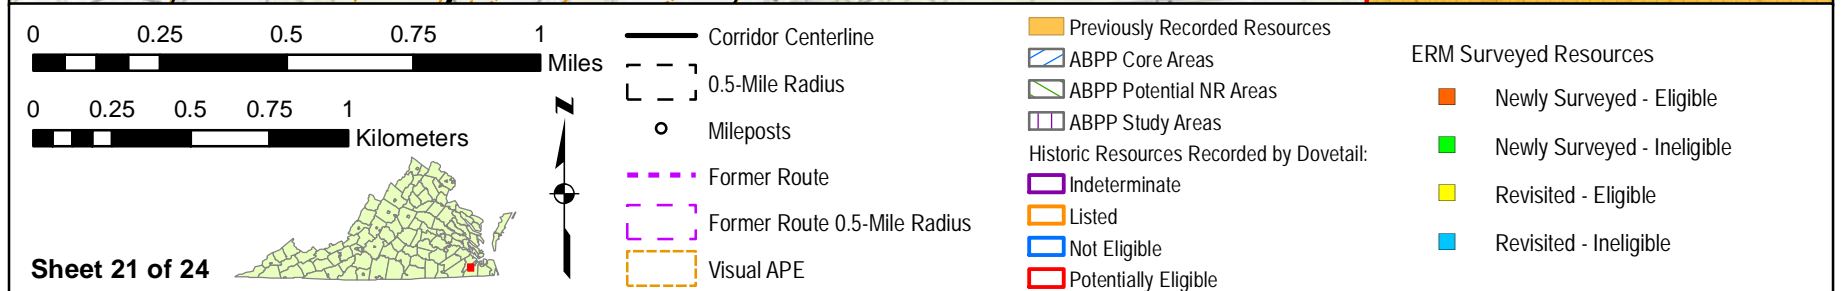 0 0.25 0.5 0.75 1
Miles
0 0.25 0.5 0.75 1
Kilometers
Sheet 21 of 24
N
Corridor Centerline
0.5-Mile Radius
Mileposts
Former Route
Former Route 0.5-Mile Radius
Visual APE
Previously Recorded Resources
ABPP Core Areas
ABPP Potential NR Areas
ABPP Study Areas
Historic Resources Recorded by Dovetail:
Indeterminate
Listed
Not Eligible
Potentially Eligible
ERM Surveyed Resources
Newly Surveyed - Eligible
Newly Surveyed - Ineligible
Revisited - Eligible
Revisited - Ineligible